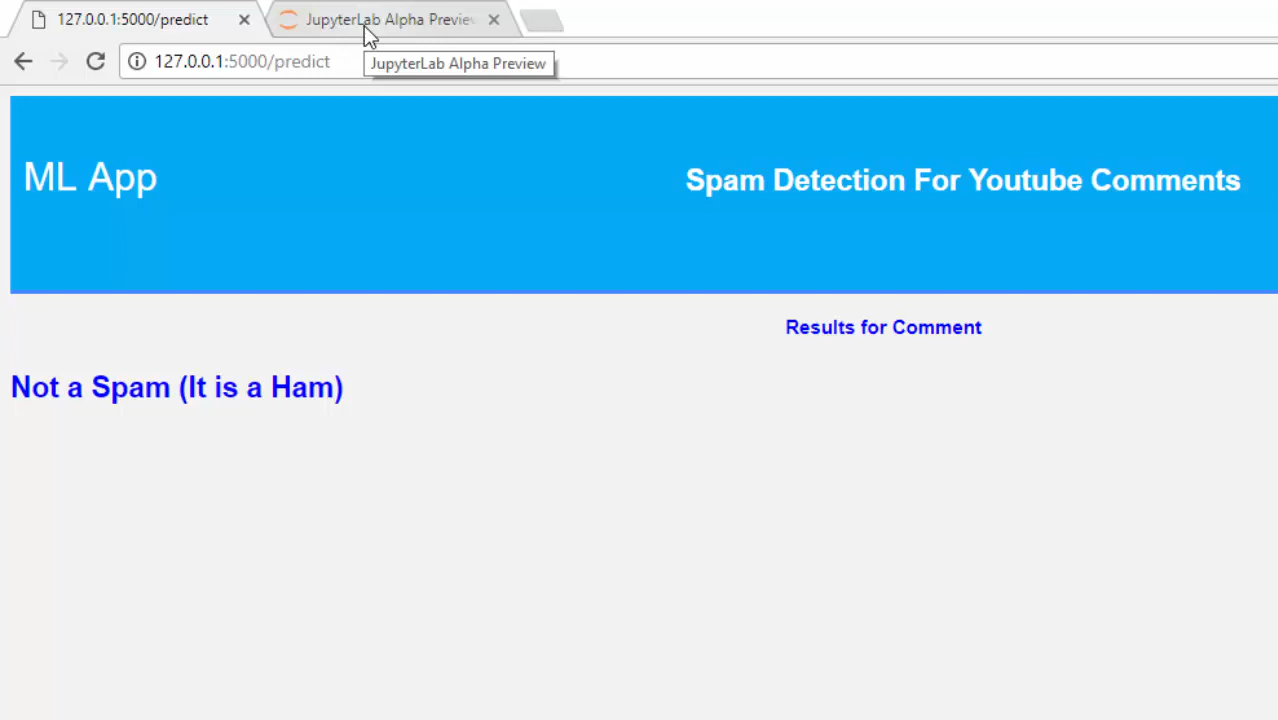 127.0.0.1:5000/predict
JupyterLab Alpha Preview
127.0.0.1:5000/predict
JupyterLab Alpha Preview
ML App
Spam Detection For Youtube Comments
Results for Comment
Not a Spam (It is a Ham)